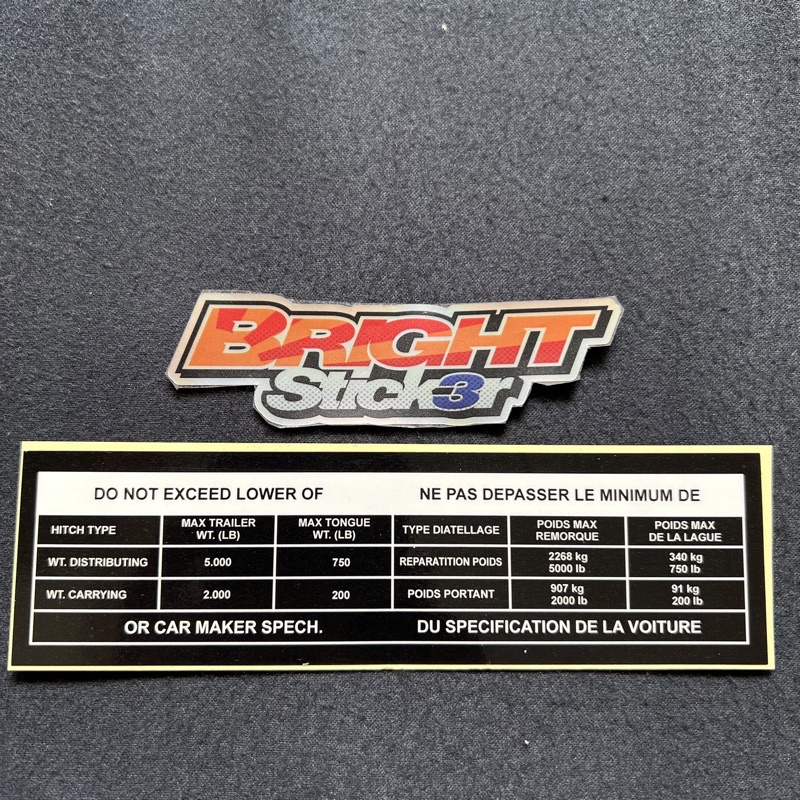 BRIGHT
Stick3r
DO NOT EXCEED LOWER OF NE PAS DEPASSER LE MINIMUM DE
HITCH TYPE MAX TRAILER WT. (LB) MAX TONGUE WT. (LB) TYPE DIATELLAGE POIDS MAX REMORQUE POIDS MAX DE LA LAGUE
WT. DISTRIBUTING 5.000 750 REPARATITION POIDS 2268 kg 5000 lb 340 kg 750 lb
WT. CARRYING 2.000 200 POIDS PORTANT 907 kg 2000 lb 91 kg 200 lb
OR CAR MAKER SPECH. DU SPECIFICATION DE LA VOITURE